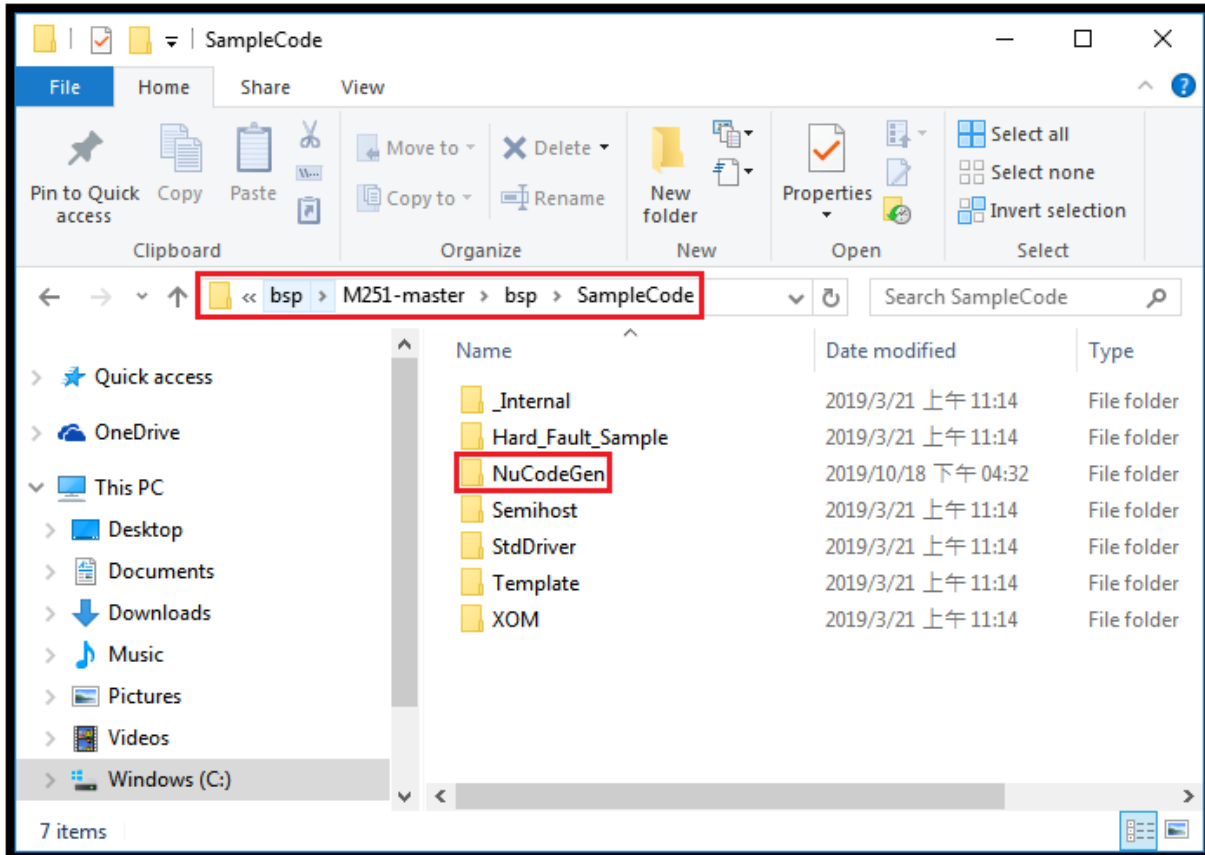 SampleCode
File Home Share View
Pin to Quick access
Copy
Paste
W...
Clipboard
Move to
Copy to
Delete
Rename
Organize
New folder
New
Properties
Open
Select all
Select none
Invert selection
Select
« bsp > M251-master > bsp > SampleCode
Search SampleCode
Name Date modified Type
_Internal 2019/3/21 上午 11:14 File folder
Hard_Fault_Sample 2019/3/21 上午 11:14 File folder
NuCodeGen 2019/10/18 下午 04:32 File folder
Semihost 2019/3/21 上午 11:14 File folder
StdDriver 2019/3/21 上午 11:14 File folder
Template 2019/3/21 上午 11:14 File folder
XOM 2019/3/21 上午 11:14 File folder
Quick access
OneDrive
This PC
Desktop
Documents
Downloads
Music
Pictures
Videos
Windows (C:)
7 items